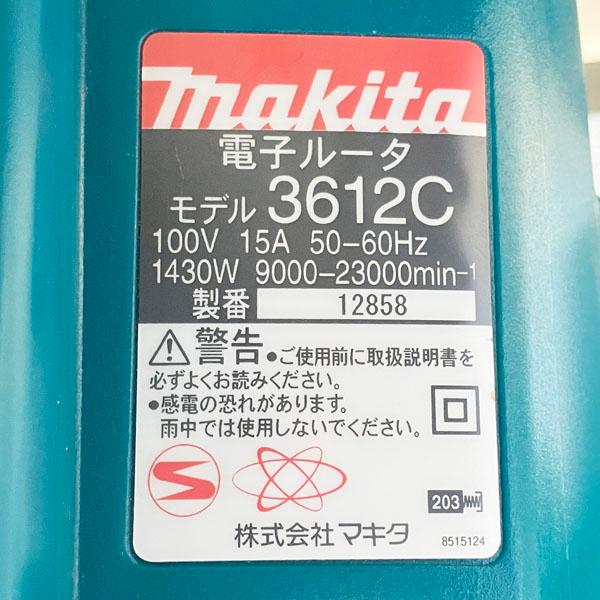 makita
電子ルータ
モデル 3612C
100V 15A 50-60Hz
1430W 9000-23000min-1
製番 12858
警告 ●ご使用前に取扱説明書を
必ずよくお読みください。
●感電の恐れがあります。
雨中では使用しないでください。
203
株式会社 マキタ
8515124